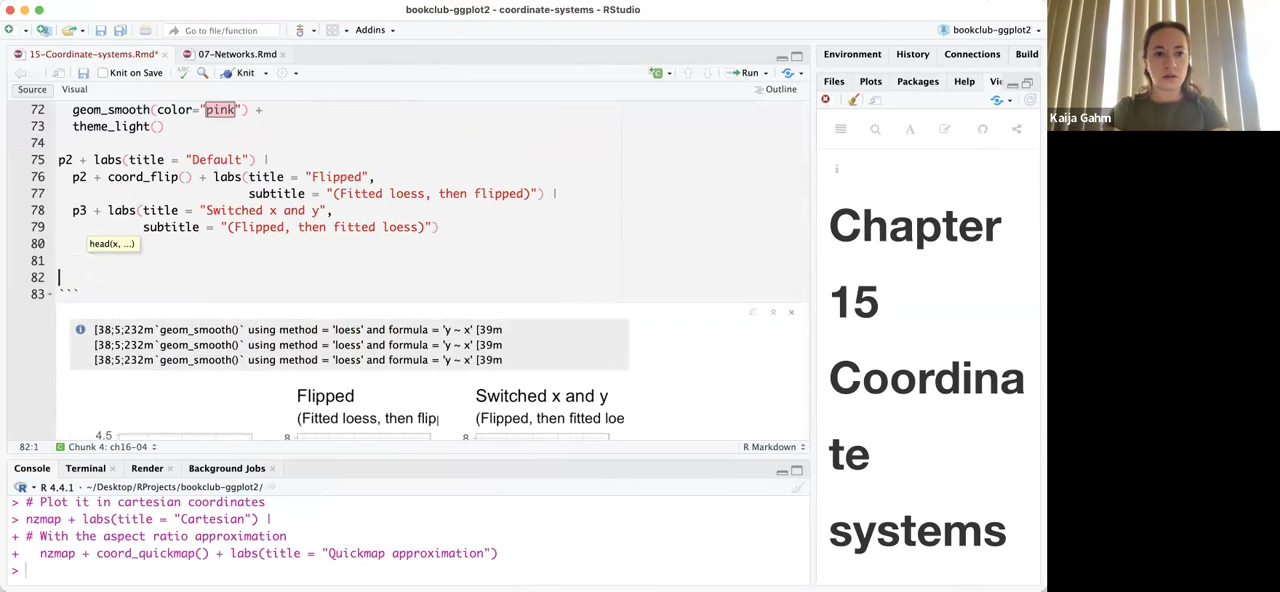 bookclub-ggplot2 - coordinate-systems - RStudio
Go to file/function
Addins
bookclub-ggplot2
15-Coordinate-systems.Rmd*
07-Networks.Rmd
Knit on Save
Knit
Run
Source
Visual
Outline
72 geom_smooth(color="pink") +
73 theme_light()
74
75 p2 + labs(title = "Default") |
76 p2 + coord_flip() + labs(title = "Flipped",
77 subtitle = "(Fitted loess, then flipped)") |
78 p3 + labs(title = "Switched x and y",
79 subtitle = "(Flipped, then fitted loess)")
80
head(x, ...)
81
82
83 ```
[38;5;232m`geom_smooth()` using method = 'loess' and formula = 'y ~ x' [39m
[38;5;232m`geom_smooth()` using method = 'loess' and formula = 'y ~ x' [39m
[38;5;232m`geom_smooth()` using method = 'loess' and formula = 'y ~ x' [39m
Flipped
Switched x and y
(Fitted loess, then flip
(Flipped, then fitted loe
4.5
8
8
82:1
Chunk 4: ch16-04
R Markdown
Console
Terminal
Render
Background Jobs
R 4.4.1 · ~/Desktop/RProjects/bookclub-ggplot2/
> # Plot it in cartesian coordinates
> nzmap + labs(title = "Cartesian") |
+ # With the aspect ratio approximation
+ nzmap + coord_quickmap() + labs(title = "Quickmap approximation")
>
Environment
History
Connections
Build
Files
Plots
Packages
Help
Chapter
15
Coordina
te
systems
Kaija Gahm